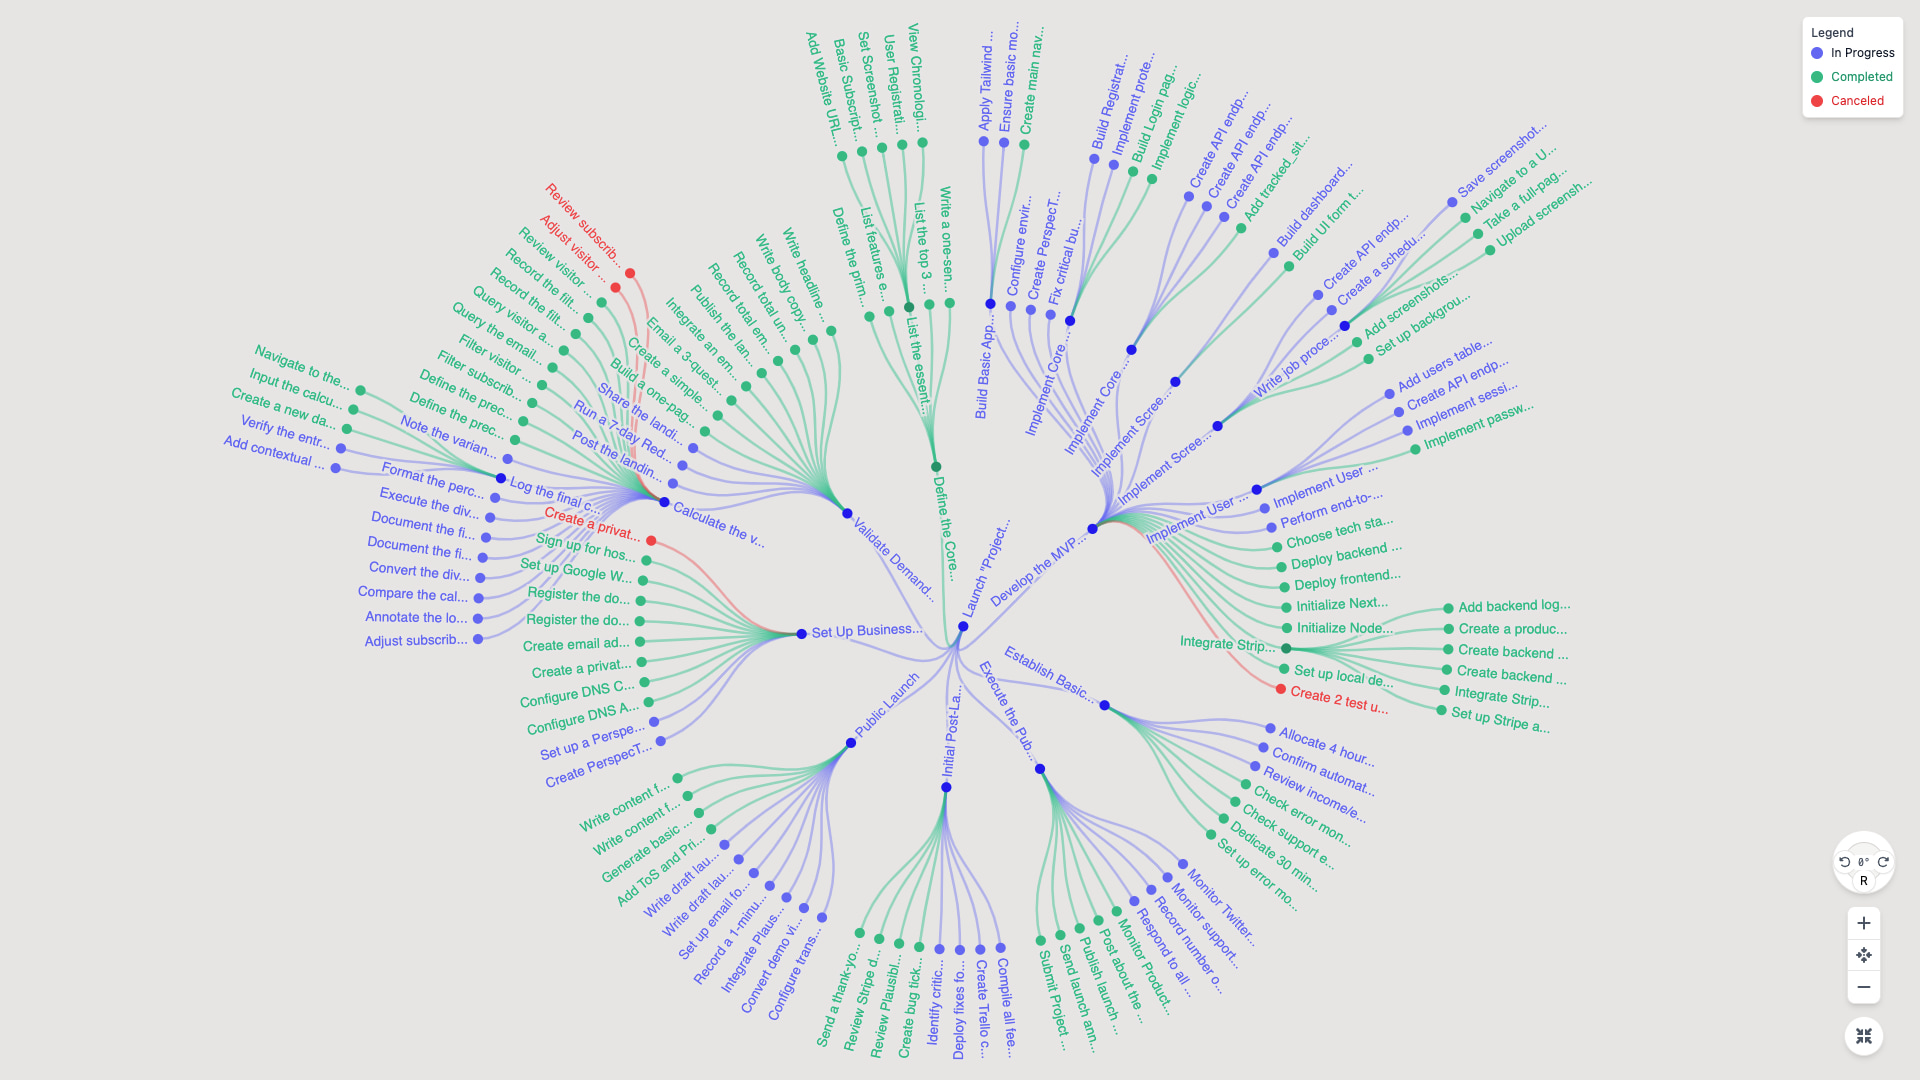 Legend
In Progress
Completed
Canceled
Launch "Project...
Define the Core...
Define the prim...
List features e...
List the essent...
Add Website URL...
Basic Subscript...
Set Screenshot ...
User Registrati...
View Chronologi...
List the top 3 ...
Write a one-sen...
Develop the MVP...
Build Basic App...
Apply Tailwind ...
Ensure basic mo...
Create main nav...
Configure envir...
Create PerspecT...
Fix critical bu...
Implement Core ...
Build Registrat...
Implement prote...
Build Login pag...
Implement logic...
Implement Core ...
Create API endp...
Create API endp...
Create API endp...
Add tracked_sit...
Implement Scree...
Build dashboard...
Build UI form t...
Implement Scree...
Create API endp...
Create a schedu...
Write job proce...
Save screenshot...
Navigate to a U...
Take a full-pag...
Upload screensh...
Add screenshots...
Set up backgrou...
Implement User ...
Add users table...
Create API endp...
Implement sessi...
Implement passw...
Implement User ...
Perform end-to-...
Choose tech sta...
Deploy backend ...
Deploy frontend...
Initialize Next...
Initialize Node...
Integrate Strip...
Add backend log...
Create a produc...
Create backend ...
Create backend ...
Integrate Strip...
Set up Stripe a...
Set up local de...
Create 2 test u...
Establish Basic...
Allocate 4 hour...
Confirm automat...
Review income/e...
Check error mon...
Check support e...
Dedicate 30 min...
Set up error mo...
Execute the Pub...
Monitor Twitter...
Monitor support...
Record number o...
Respond to all ...
Monitor Product...
Post about the ...
Publish launch ...
Send launch ann...
Submit Project ...
Initial Post-La...
Compile all fee...
Create Trello c...
Deploy fixes fo...
Identify critic...
Create bug tick...
Review Plausibl...
Review Stripe d...
Send a thank-yo...
Public Launch
Configure trans...
Convert demo vi...
Integrate Plaus...
Record a 1-minu...
Set up email fo...
Write draft lau...
Write draft lau...
Add ToS and Pri...
Generate basic ...
Write content f...
Write content f...
Set Up Business...
Create PerspecT...
Set up a Perspe...
Configure DNS A...
Configure DNS C...
Create a privat...
Create email ad...
Register the do...
Register the do...
Set up Google W...
Sign up for hos...
Create a privat...
Validate Demand...
Calculate the v...
Adjust subscrib...
Annotate the lo...
Compare the cal...
Convert the div...
Document the fi...
Document the fi...
Execute the div...
Format the perc...
Log the final c...
Add contextual ...
Verify the entr...
Create a new da...
Input the calcu...
Navigate to the...
Note the varian...
Define the prec...
Define the prec...
Filter subscrib...
Filter visitor ...
Query the email...
Query visitor a...
Record the filt...
Record the filt...
Review visitor ...
Adjust visitor ...
Review subscrib...
Post the landin...
Run a 7-day Red...
Share the landi...
Build a one-pag...
Create a simple...
Email a 3-quest...
Integrate an em...
Publish the lan...
Record total em...
Record total un...
Write body copy...
Write headline ...
0°
R